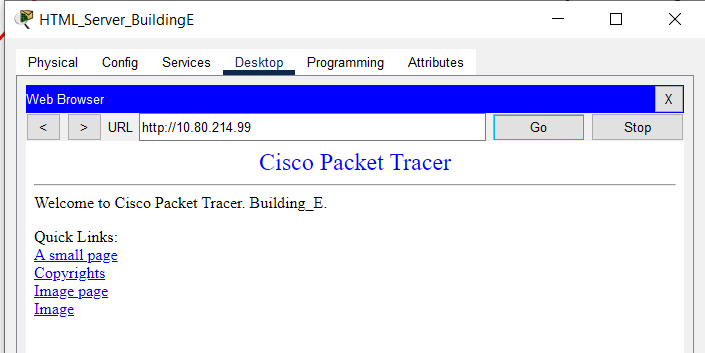 HTML_Server_BuildingE
Physical Config Services Desktop Programming Attributes
Web Browser X
< > URL http://10.80.214.99 Go Stop
Cisco Packet Tracer
Welcome to Cisco Packet Tracer. Building_E.
Quick Links:
A small page
Copyrights
Image page
Image